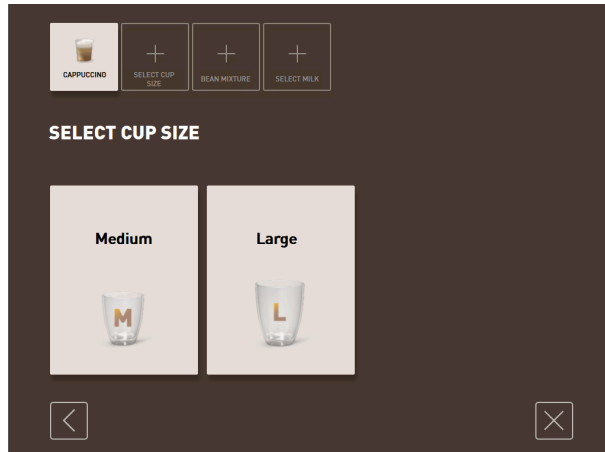 CAPPUCCINO
SELECT CUP
SIZE
BEAN MIXTURE
SELECT MILK
SELECT CUP SIZE
Medium
Large
M
L